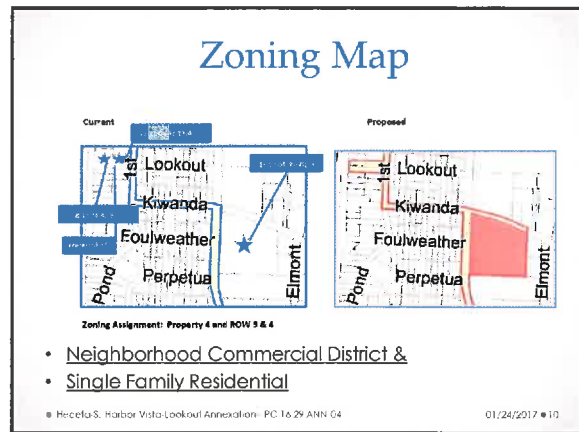 Zoning Map
Current
Proposed
1st
Lookout
Kiwanda
Foulweather
Perpetua
Pond
Elmont
1st
Lookout
Kiwanda
Foulweather
Perpetua
Pond
Elmont
Zoning Assignment: Property 4 and ROW 3 & 4
• Neighborhood Commercial District &
• Single Family Residential
Heceta-S. Harbor Vista-Lookout Annexation- PC 16 29 ANN 04
01/24/2017 • 10